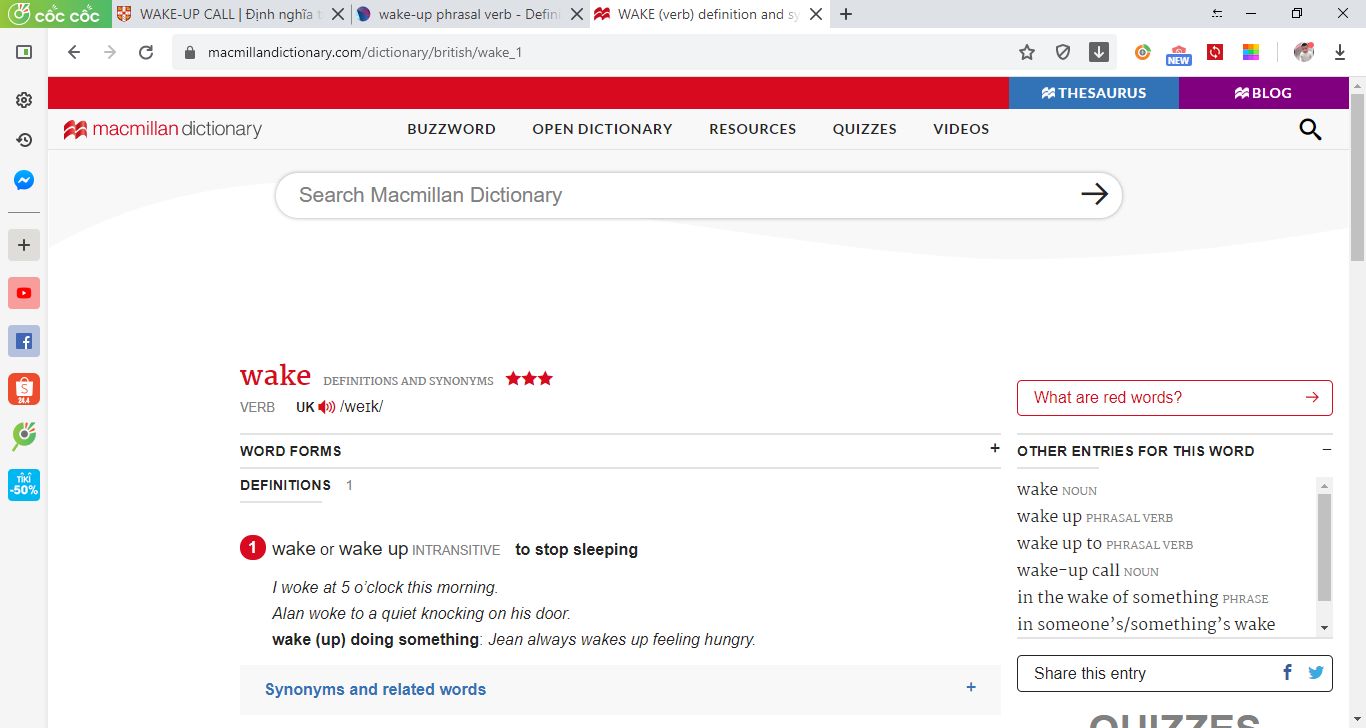 cốc cốc
WAKE-UP CALL | Định nghĩa t
wake-up phrasal verb - Defini
WAKE (verb) definition and sy
macmillandictionary.com/dictionary/british/wake_1
NEW
THESAURUS
BLOG
macmillan dictionary
BUZZWORD
OPEN DICTIONARY
RESOURCES
QUIZZES
VIDEOS
Search Macmillan Dictionary
wake DEFINITIONS AND SYNONYMS
VERB UK /weɪk/
WORD FORMS +
DEFINITIONS 1
1 wake or wake up INTRANSITIVE to stop sleeping
I woke at 5 o’clock this morning.
Alan woke to a quiet knocking on his door.
wake (up) doing something: Jean always wakes up feeling hungry.
Synonyms and related words +
What are red words?
OTHER ENTRIES FOR THIS WORD −
wake NOUN
wake up PHRASAL VERB
wake up to PHRASAL VERB
wake-up call NOUN
in the wake of something PHRASE
in someone’s/something’s wake
Share this entry
QUIZZES
S
24.4
TIKI
-50%